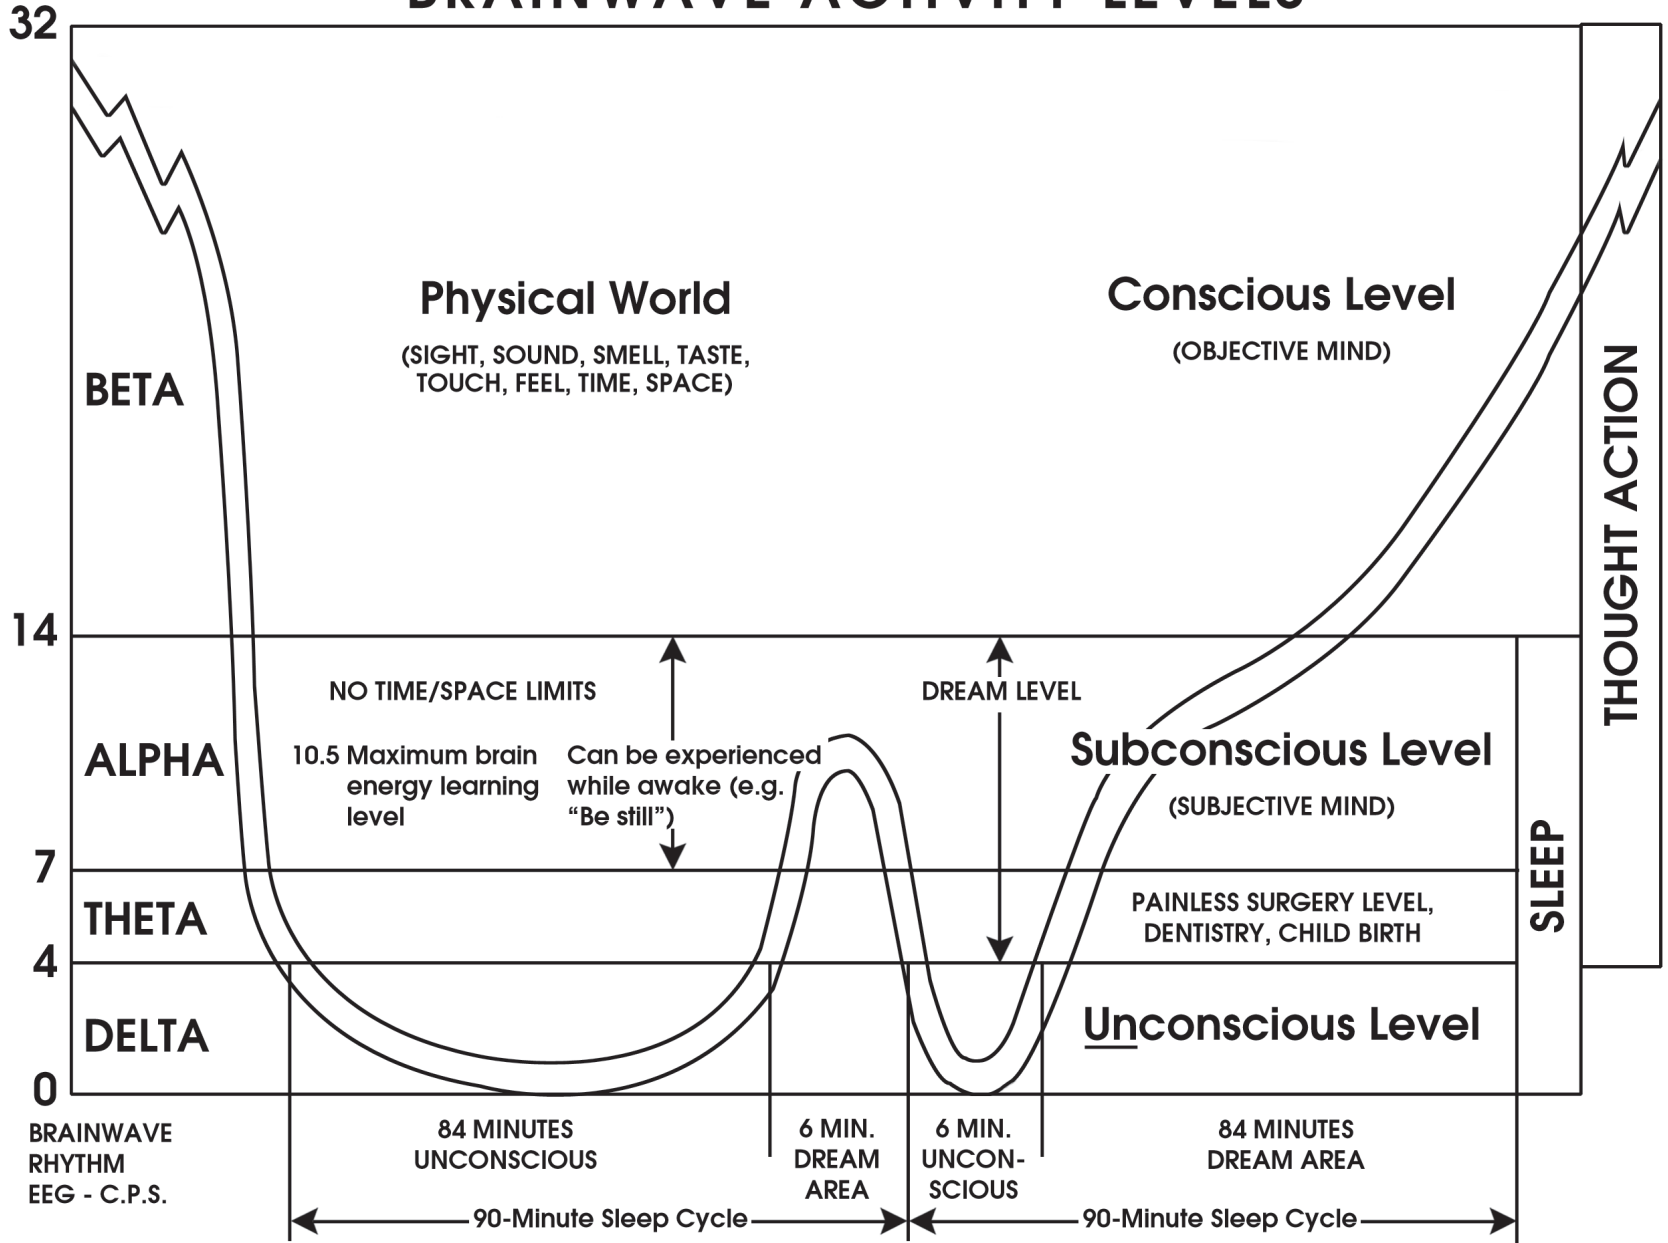 BRAINWAVE ACTIVITY LEVELS
32
Physical World
(SIGHT, SOUND, SMELL, TASTE,
TOUCH, FEEL, TIME, SPACE)
Conscious Level
(OBJECTIVE MIND)
BETA
THOUGHT ACTION
14
NO TIME/SPACE LIMITS
DREAM LEVEL
ALPHA
10.5 Maximum brain
energy learning
level
Can be experienced
while awake (e.g.
“Be still”)
Subconscious Level
(SUBJECTIVE MIND)
SLEEP
7
THETA
PAINLESS SURGERY LEVEL,
DENTISTRY, CHILD BIRTH
4
DELTA
Unconscious Level
0
BRAINWAVE
RHYTHM
EEG - C.P.S.
84 MINUTES
UNCONSCIOUS
6 MIN.
DREAM
AREA
6 MIN.
UNCON-
SCIOUS
84 MINUTES
DREAM AREA
90-Minute Sleep Cycle
90-Minute Sleep Cycle